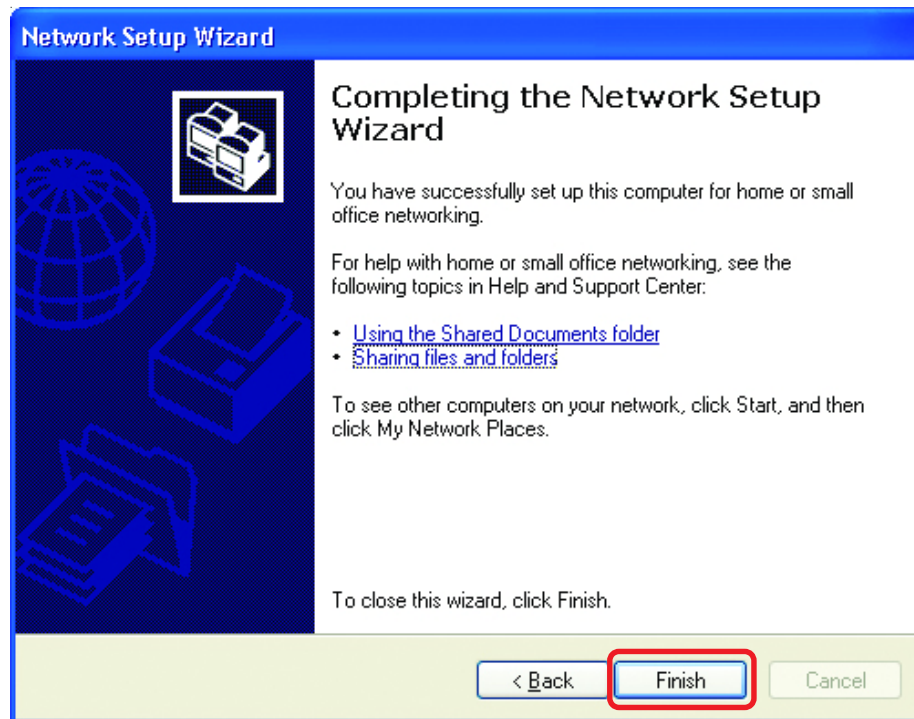 Network Setup Wizard
Completing the Network Setup
Wizard
You have successfully set up this computer for home or small
office networking.
For help with home or small office networking, see the
following topics in Help and Support Center:
• Using the Shared Documents folder
• Sharing files and folders
To see other computers on your network, click Start, and then
click My Network Places.
To close this wizard, click Finish.
< Back Finish Cancel